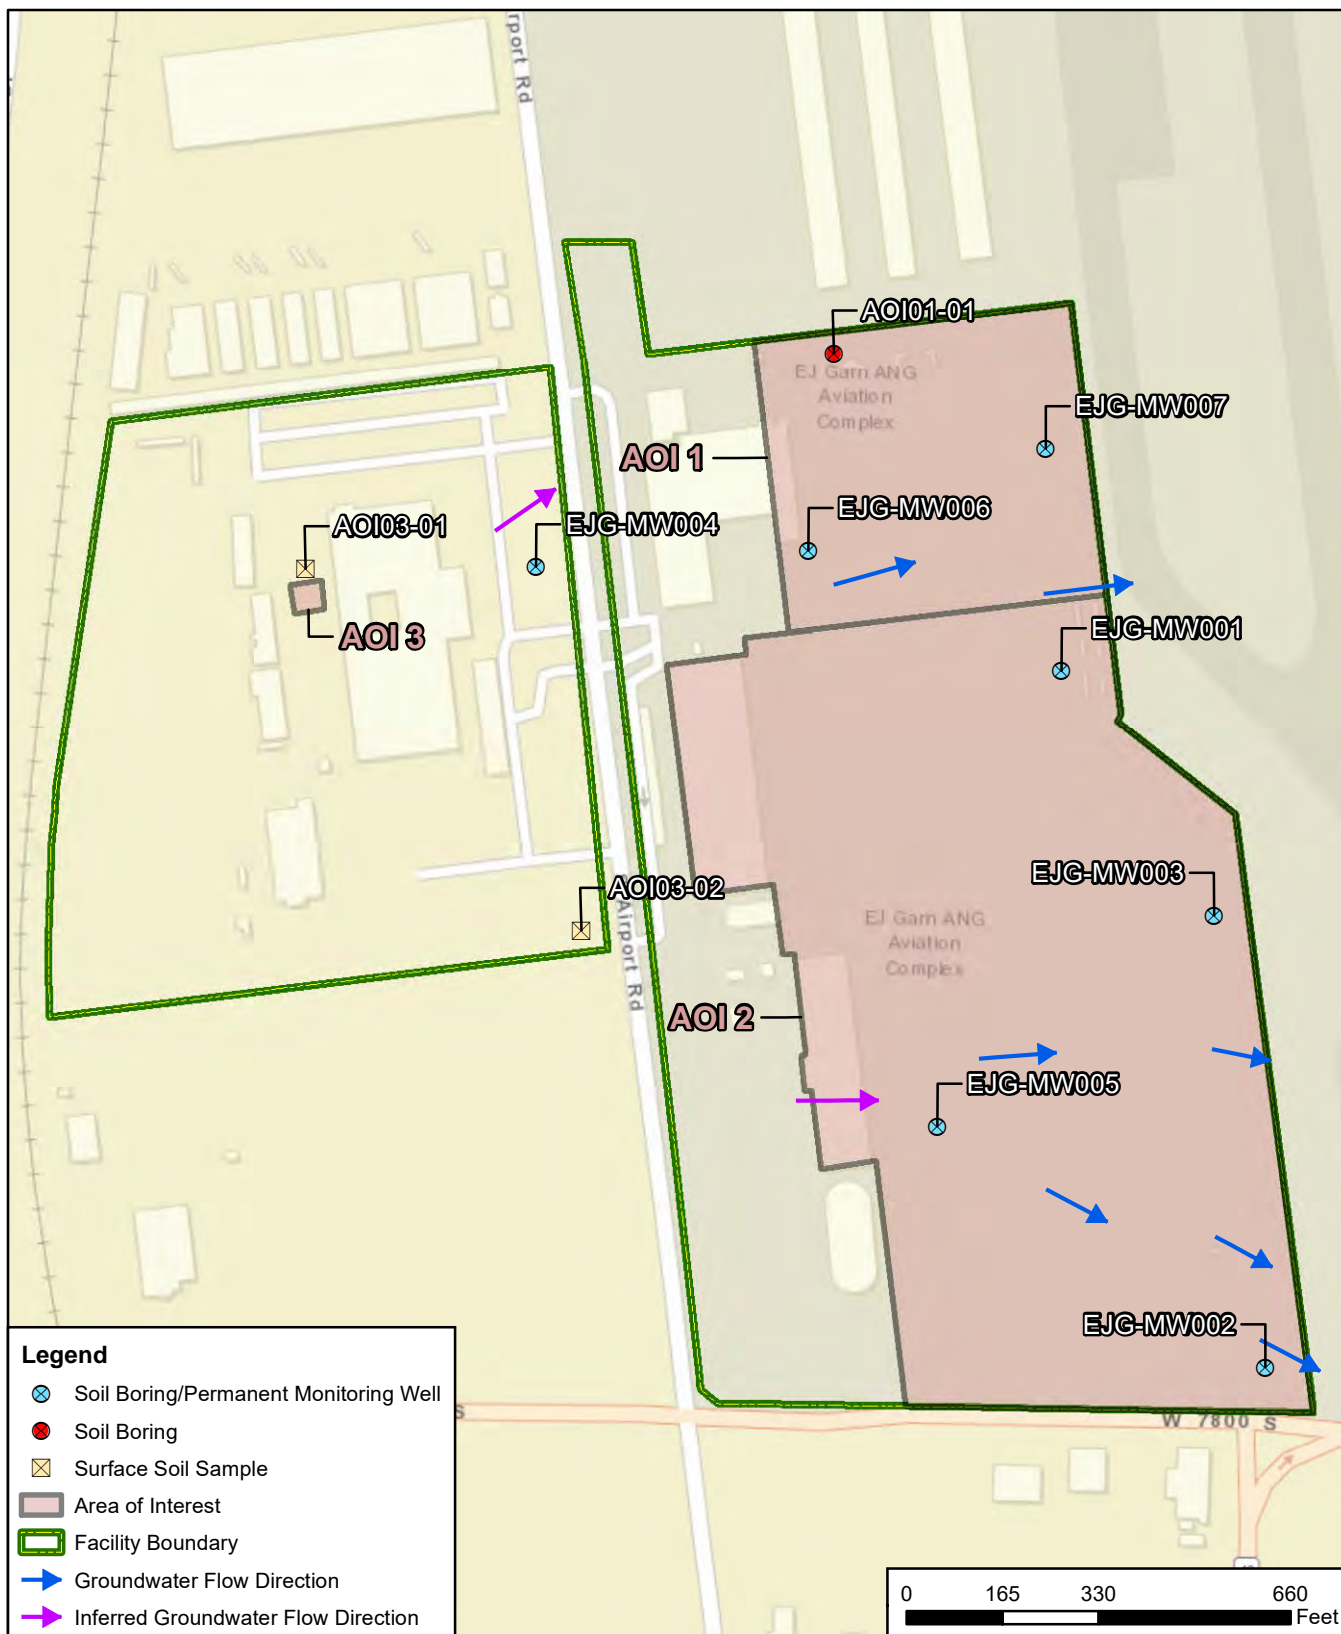 rport Rd
AOI01-01
EJ Garn ANG
Aviation
Complex
EJG-MW007
AOI 1
EJG-MW006
AOI03-01
EJG-MW004
AOI 3
EJG-MW001
EJG-MW003
AOI03-02
Airport Rd
EJ Garn ANG
Aviation
Complex
AOI 2
EJG-MW005
EJG-MW002
S
W 7800 S
Legend
Soil Boring/Permanent Monitoring Well
Soil Boring
Surface Soil Sample
Area of Interest
Facility Boundary
Groundwater Flow Direction
Inferred Groundwater Flow Direction
0 165 330 660
Feet